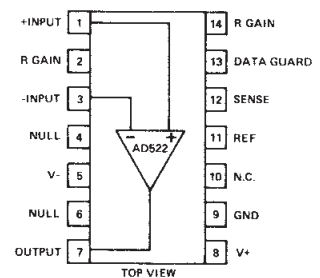 +INPUT 1 14 R GAIN
R GAIN 2 13 DATA GUARD
-INPUT 3 12 SENSE
NULL 4 11 REF
- +
AD522
V- 5 10 N.C.
NULL 6 9 GND
OUTPUT 7 8 V+
TOP VIEW